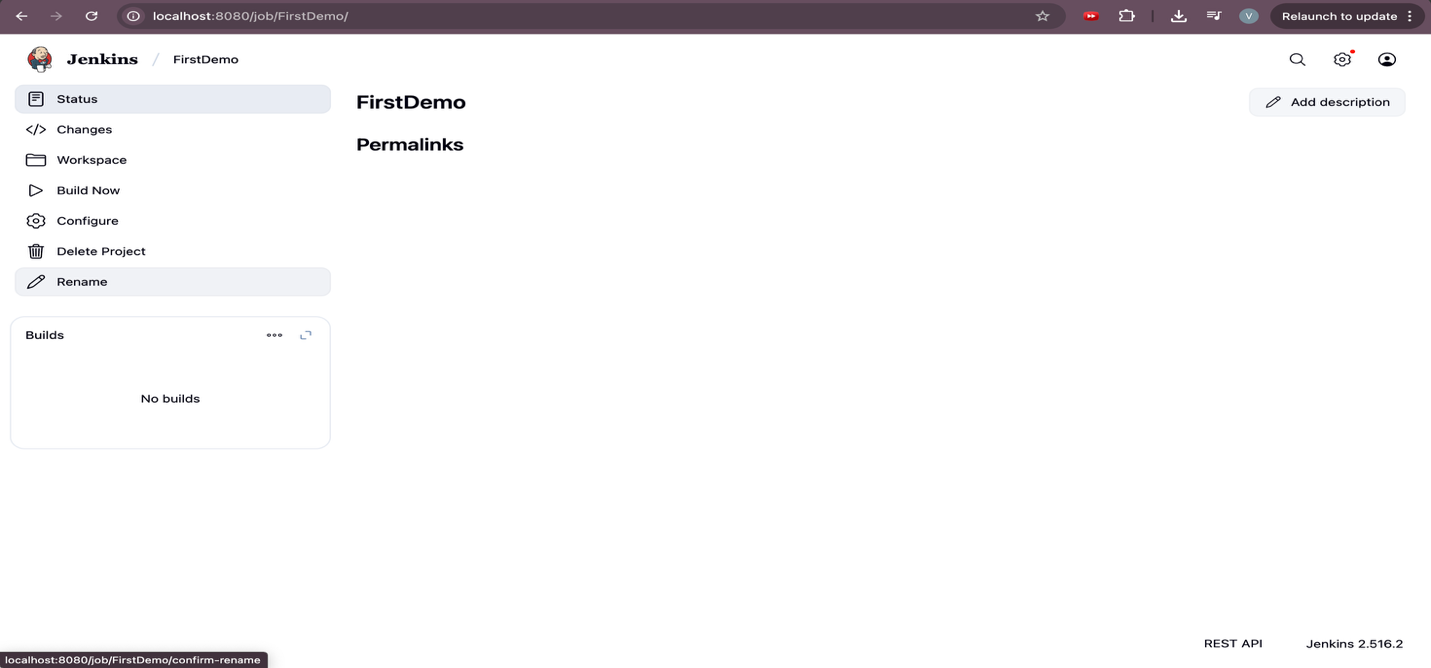 localhost:8080/job/FirstDemo/
V
Relaunch to update
Jenkins / FirstDemo
Status
Changes
Workspace
Build Now
Configure
Delete Project
Rename
FirstDemo
Add description
Permalinks
Builds
No builds
REST API
Jenkins 2.516.2
localhost:8080/job/FirstDemo/confirm-rename